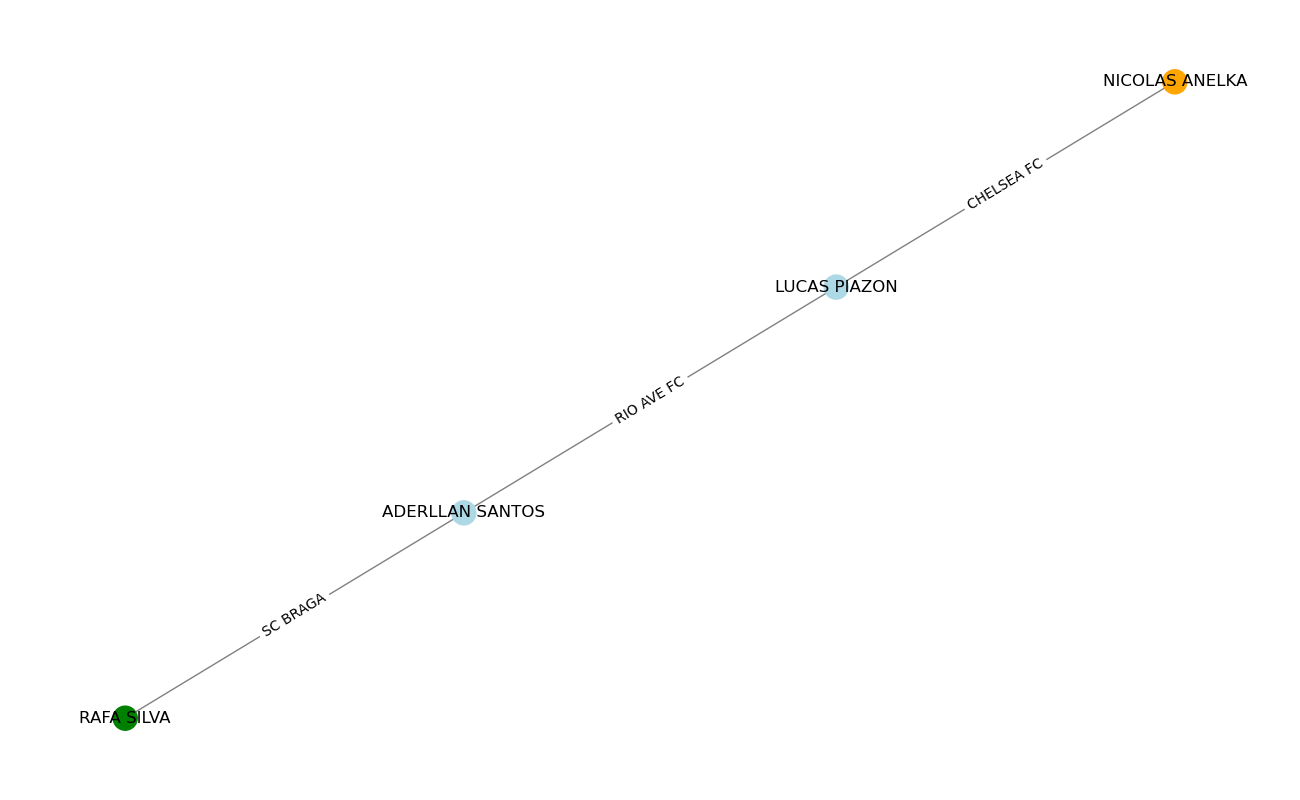 NICOLAS ANELKA
CHELSEA FC
LUCAS PIAZON
RIO AVE FC
ADERLLAN SANTOS
SC BRAGA
RAFA SILVA